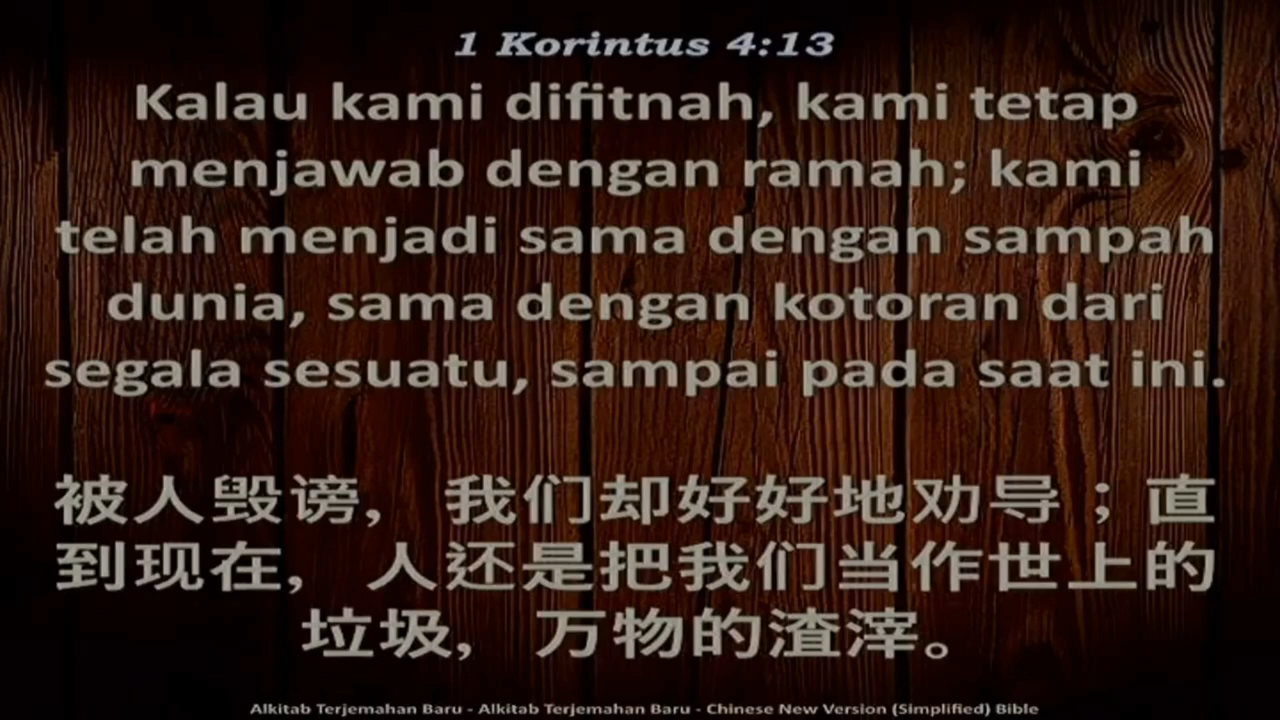 1 Korintus 4:13
Kalau kami difitnah, kami tetap
menjawab dengan ramah; kami
telah menjadi sama dengan sampah
dunia, sama dengan kotoran dari
segala sesuatu, sampai pada saat ini.
被人毁谤，我们却好好地劝导；直
到现在，人还是把我们当作世上的
垃圾，万物的渣滓。
Alkitab Terjemahan Baru - Alkitab Terjemahan Baru - Chinese New Version (Simplified) Bible